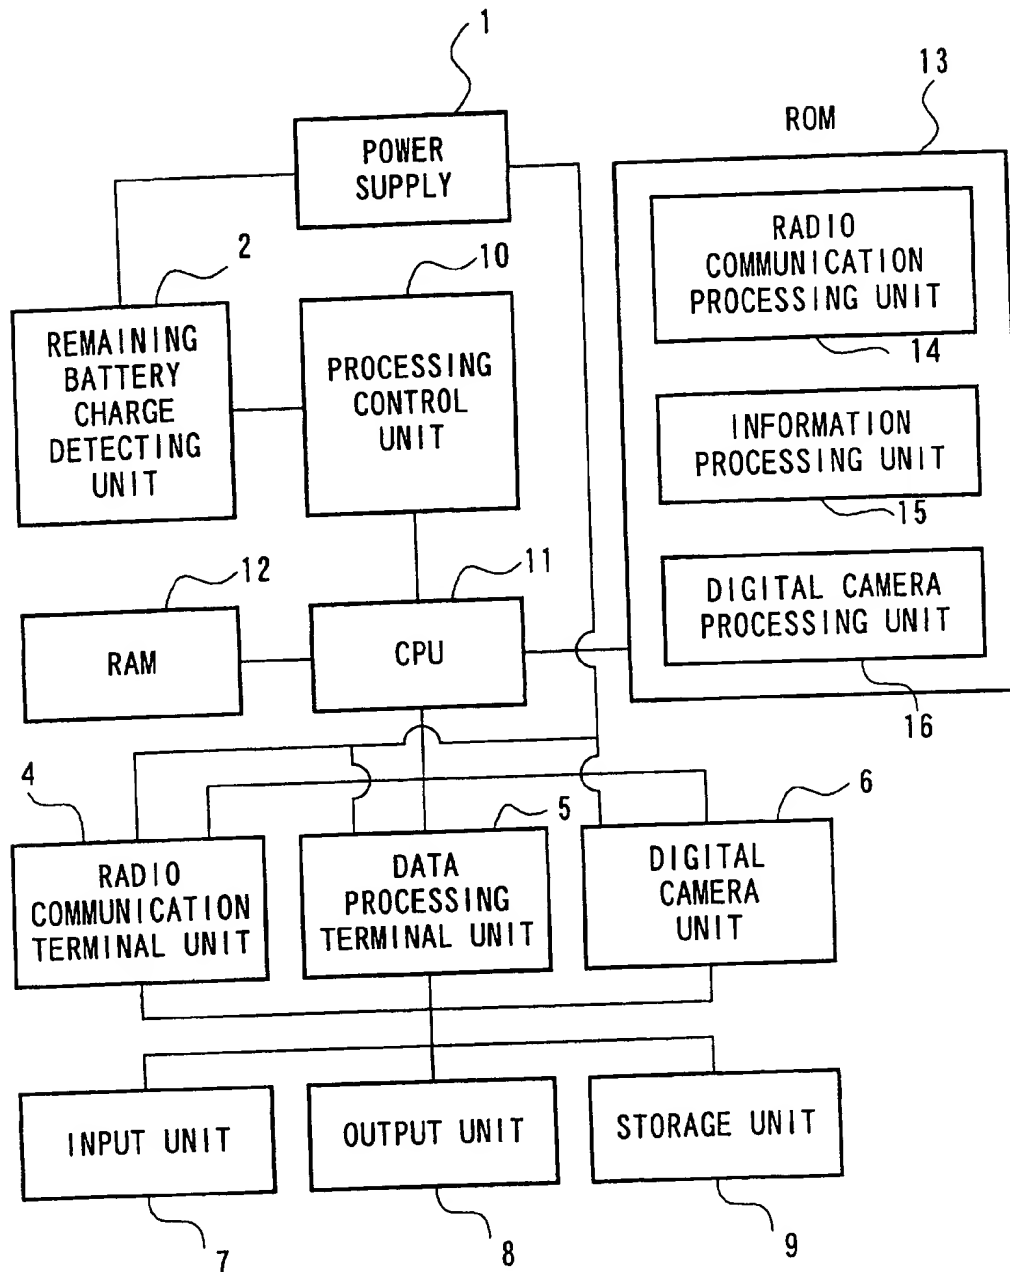 1
13
POWER
SUPPLY
ROM
2
10
RADIO
COMMUNICATION
PROCESSING UNIT
14
REMAINING
BATTERY
CHARGE
DETECTING
UNIT
PROCESSING
CONTROL
UNIT
INFORMATION
PROCESSING UNIT
15
12
11
DIGITAL CAMERA
PROCESSING UNIT
16
RAM
CPU
4
5
6
RADIO
COMMUNICATION
TERMINAL UNIT
DATA
PROCESSING
TERMINAL UNIT
DIGITAL
CAMERA
UNIT
INPUT UNIT
OUTPUT UNIT
STORAGE UNIT
7
8
9